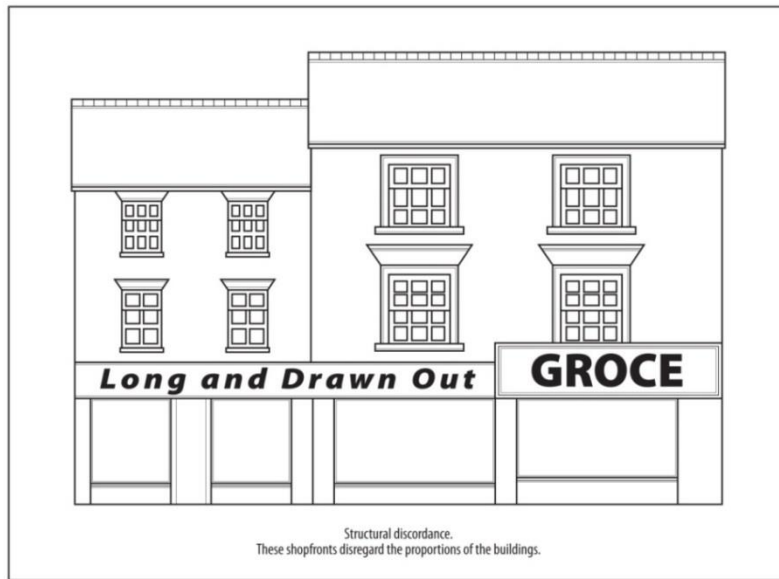 Long and Drawn Out
GROCE
Structural discordance.
These shopfronts disregard the proportions of the buildings.